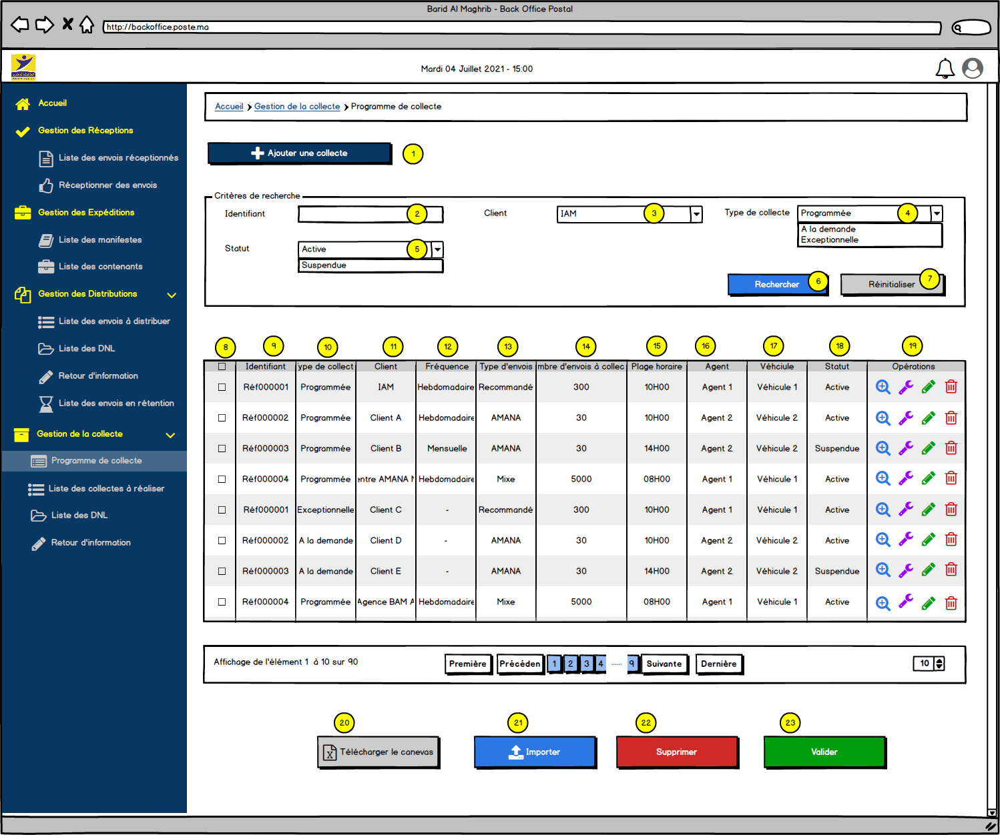 Barid Al Maghrib - Back Office Postal
http://backoffice.poste.ma
Mardi 04 Juillet 2021 - 15:00
Accueil
Gestion des Réceptions
Liste des envois réceptionnés
Réceptionner des envois
Gestion des Expéditions
Liste des manifestes
Liste des contenants
Gestion des Distributions
Liste des envois à distribuer
Liste des DNL
Retour d'information
Liste des envois en rétention
Gestion de la collecte
Programme de collecte
Liste des collectes à réaliser
Liste des DNL
Retour d'information
Accueil > Gestion de la collecte > Programme de collecte
Ajouter une collecte 1
Critères de recherche
Identifiant 2 Client IAM 3 Type de collecte Programmée 4
A la demande
Exceptionnelle
Statut Active 5
Suspendue
Rechercher 6 Réinitialiser 7
8 9 10 11 12 13 14 15 16 17 18 19
Identifiant ype de collect Client Fréquence Type d'envois mbre d'envois à collec Plage horaire Agent Véhciule Statut Opérations
Réf000001 Programmée IAM Hebdomadaire Recommandé 300 10H00 Agent 1 Véhicule 1 Active
Réf000002 Programmée Client A Hebdomadaire AMANA 30 10H00 Agent 2 Véhicule 2 Active
Réf000003 Programmée Client B Mensuelle AMANA 30 14H00 Agent 2 Véhicule 2 Suspendue
Réf000004 Programmée entre AMANA N Hebdomadaire Mixe 5000 08H00 Agent 1 Véhicule 1 Active
Réf000001 Exceptionnelle Client C - Recommandé 300 10H00 Agent 1 Véhicule 1 Active
Réf000002 A la demande Client D - AMANA 30 10H00 Agent 2 Véhicule 2 Active
Réf000003 A la demande Client E - AMANA 30 14H00 Agent 2 Véhicule 2 Suspendue
Réf000004 Programmée Agence BAM A Hebdomadaire Mixe 5000 08H00 Agent 1 Véhicule 1 Active
Affichage de l'élément 1 à 10 sur 90 Première Précéden 1 2 3 4 ...... 9 Suivante Dernière 10
20 21 22 23
Télécharger le canevas Importer Supprimer Valider